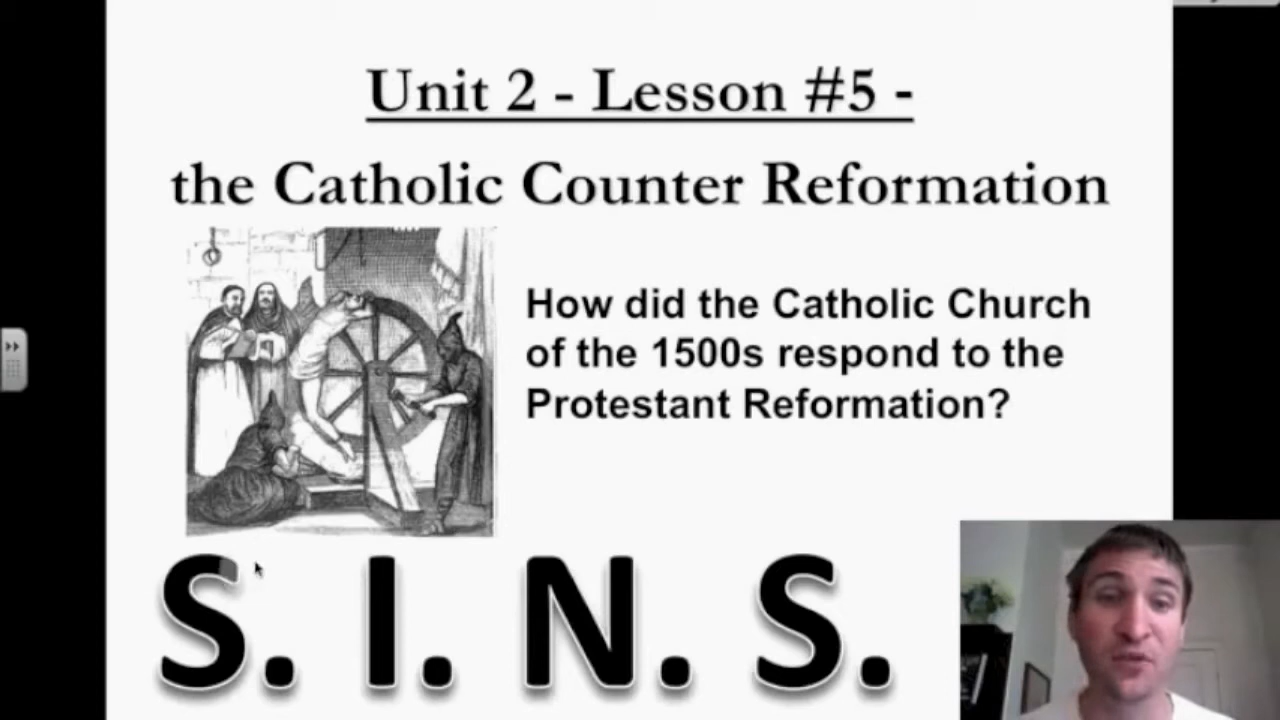 Unit 2 - Lesson #5 -
the Catholic Counter Reformation
How did the Catholic Church
of the 1500s respond to the
Protestant Reformation?
S. I. N. S.